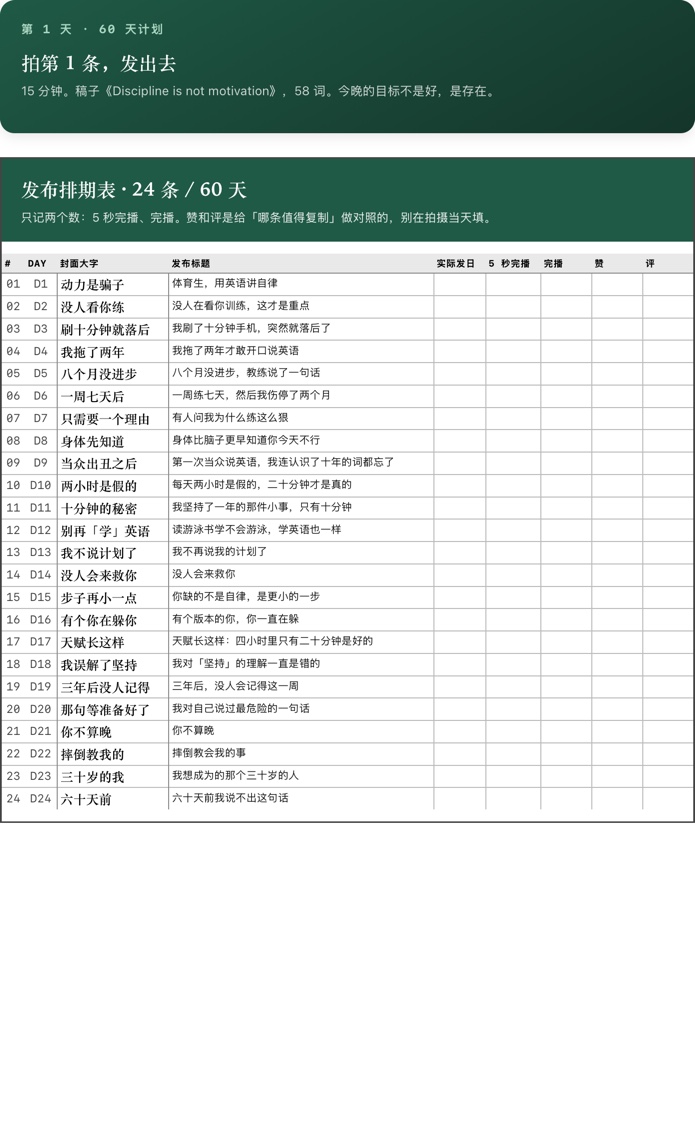 第 1 天 · 60 天计划
拍第 1 条，发出去
15 分钟。稿子《Discipline is not motivation》，58 词。今晚的目标不是好，是存在。
发布排期表 · 24 条 / 60 天
只记两个数：5 秒完播、完播。赞和评是给「哪条值得复制」做对照的，别在拍摄当天填。
# DAY 封面大字 发布标题 实际发日 5 秒完播 完播 赞 评
01 D1 动力是骗子 体育生，用英语讲自律
02 D2 没人看你练 没人在看你训练，这才是重点
03 D3 刷十分钟就落后 我刷了十分钟手机，突然就落后了
04 D4 我拖了两年 我拖了两年才敢开口说英语
05 D5 八个月没进步 八个月没进步，教练说了一句话
06 D6 一周七天后 一周练七天，然后我伤停了两个月
07 D7 只需要一个理由 有人问我为什么练这么狠
08 D8 身体先知道 身体比脑子更早知道你今天不行
09 D9 当众出丑之后 第一次当众说英语，我连认识了十年的词都忘了
10 D10 两小时是假的 每天两小时是假的，二十分钟才是真的
11 D11 十分钟的秘密 我坚持了一年的那件小事，只有十分钟
12 D12 别再「学」英语 读游泳书学不会游泳，学英语也一样
13 D13 我不说计划了 我不再说我的计划了
14 D14 没人会来救你 没人会来救你
15 D15 步子再小一点 你缺的不是自律，是更小的一步
16 D16 有个你在躲你 有个版本的你，你一直在躲
17 D17 天赋长这样 天赋长这样：四小时里只有二十分钟是好的
18 D18 我误解了坚持 我对「坚持」的理解一直是错的
19 D19 三年后没人记得 三年后，没人会记得这一周
20 D20 那句等准备好了 我对自己说过最危险的一句话
21 D21 你不算晚 你不算晚
22 D22 摔倒教我的 摔倒教会我的事
23 D23 三十岁的我 我想成为的那个三十岁的人
24 D24 六十天前 六十天前我说不出这句话